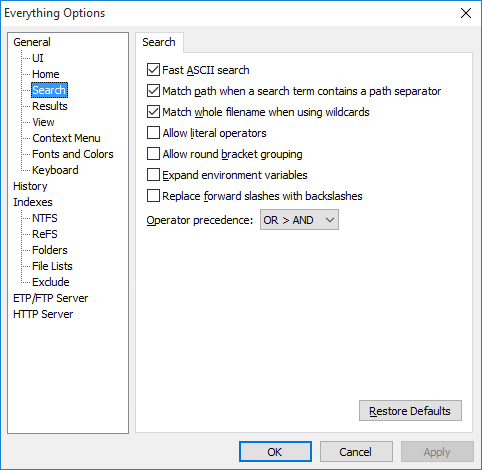 Everything Options
General
UI
Home
Search
Results
View
Context Menu
Fonts and Colors
Keyboard
History
Indexes
NTFS
ReFS
Folders
File Lists
Exclude
ETP/FTP Server
HTTP Server
Search
Fast ASCII search
Match path when a search term contains a path separator
Match whole filename when using wildcards
Allow literal operators
Allow round bracket grouping
Expand environment variables
Replace forward slashes with backslashes
Operator precedence: OR > AND
Restore Defaults
OK Cancel Apply